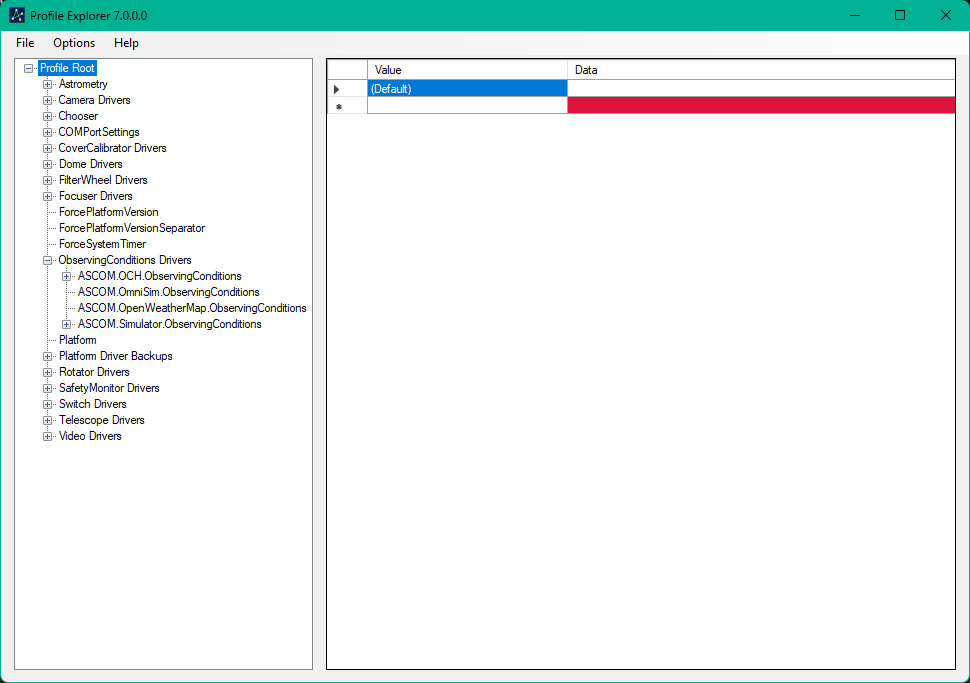 Profile Explorer 7.0.0.0
File Options Help
Profile Root
Astrometry
Camera Drivers
Chooser
COMPortSettings
CoverCalibrator Drivers
Dome Drivers
FilterWheel Drivers
Focuser Drivers
ForcePlatformVersion
ForcePlatformVersionSeparator
ForceSystemTimer
ObservingConditions Drivers
ASCOM.OCH.ObservingConditions
ASCOM.OmniSim.ObservingConditions
ASCOM.OpenWeatherMap.ObservingConditions
ASCOM.Simulator.ObservingConditions
Platform
Platform Driver Backups
Rotator Drivers
SafetyMonitor Drivers
Switch Drivers
Telescope Drivers
Video Drivers
Value Data
(Default)